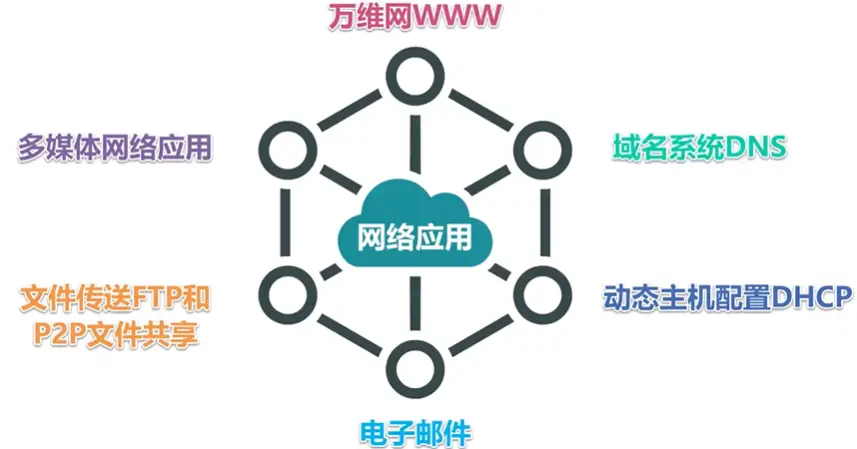 万维网WWW
多媒体网络应用
域名系统DNS
网络应用
文件传送FTP和
P2P文件共享
动态主机配置DHCP
电子邮件